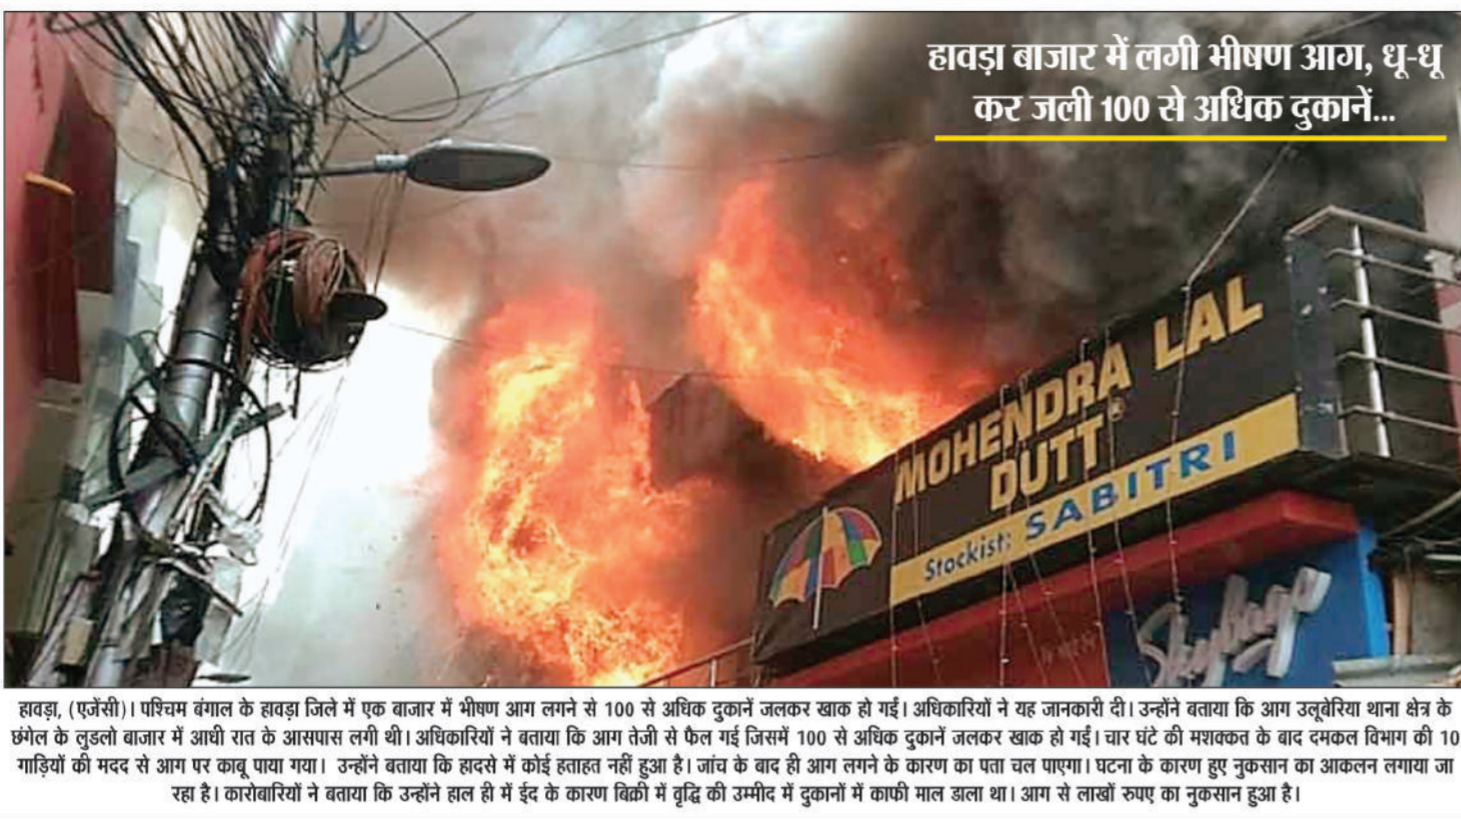 हावड़ा बाजार में लगी भीषण आग, धू-धू
कर जली 100 से अधिक दुकानें...
MOHENDRA LAL
DUTT®
Stockist: SABITRI
हावड़ा, (एजेंसी)। पश्चिम बंगाल के हावड़ा जिले में एक बाजार में भीषण आग लगने से 100 से अधिक दुकानें जलकर खाक हो गईं। अधिकारियों ने यह जानकारी दी। उन्होंने बताया कि आग उलूबेरिया थाना क्षेत्र के
छंगेल के लुडलो बाजार में आधी रात के आसपास लगी थी। अधिकारियों ने बताया कि आग तेजी से फैल गई जिसमें 100 से अधिक दुकानें जलकर खाक हो गईं। चार घंटे की मशक्कत के बाद दमकल विभाग की 10
गाड़ियों की मदद से आग पर काबू पाया गया। उन्होंने बताया कि हादसे में कोई हताहत नहीं हुआ है। जांच के बाद ही आग लगने के कारण का पता चल पाएगा। घटना के कारण हुए नुकसान का आकलन लगाया जा
रहा है। कारोबारियों ने बताया कि उन्होंने हाल ही में ईद के कारण बिक्री में वृद्धि की उम्मीद में दुकानों में काफी माल डाला था। आग से लाखों रुपए का नुकसान हुआ है।